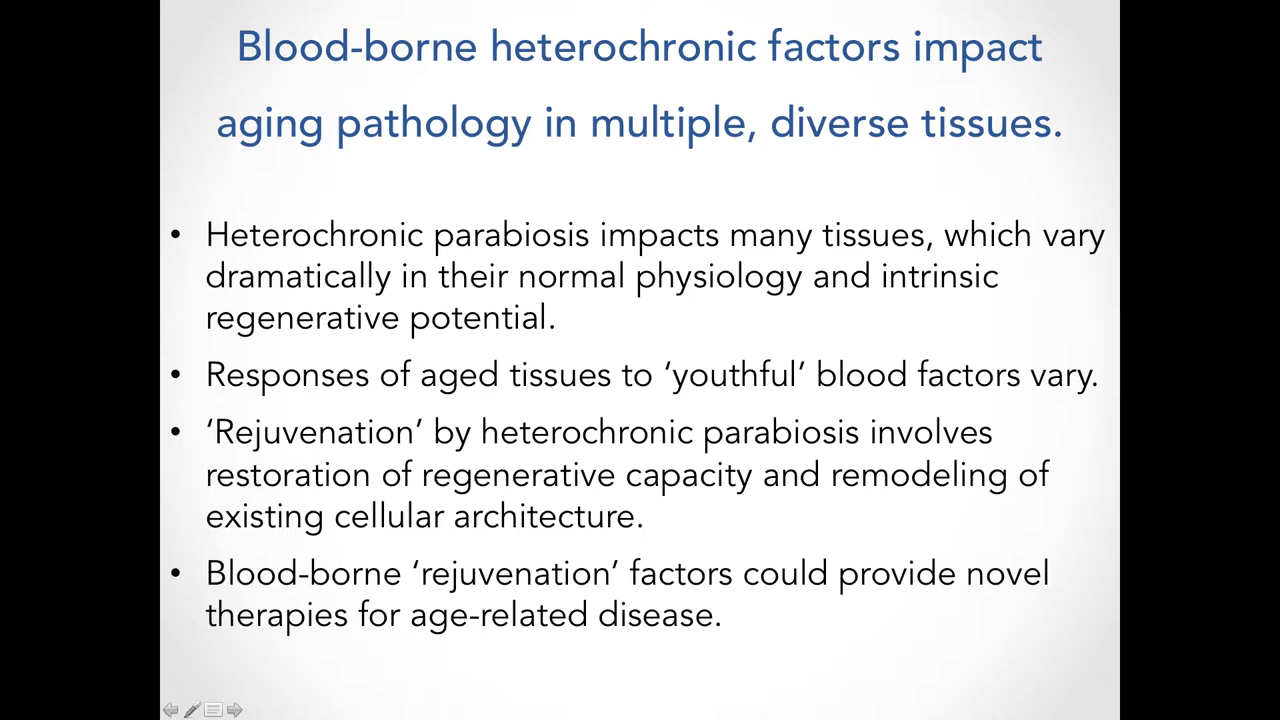 Blood-borne heterochronic factors impact
aging pathology in multiple, diverse tissues.
• Heterochronic parabiosis impacts many tissues, which vary
dramatically in their normal physiology and intrinsic
regenerative potential.
• Responses of aged tissues to ‘youthful’ blood factors vary.
• ‘Rejuvenation’ by heterochronic parabiosis involves
restoration of regenerative capacity and remodeling of
existing cellular architecture.
• Blood-borne ‘rejuvenation’ factors could provide novel
therapies for age-related disease.